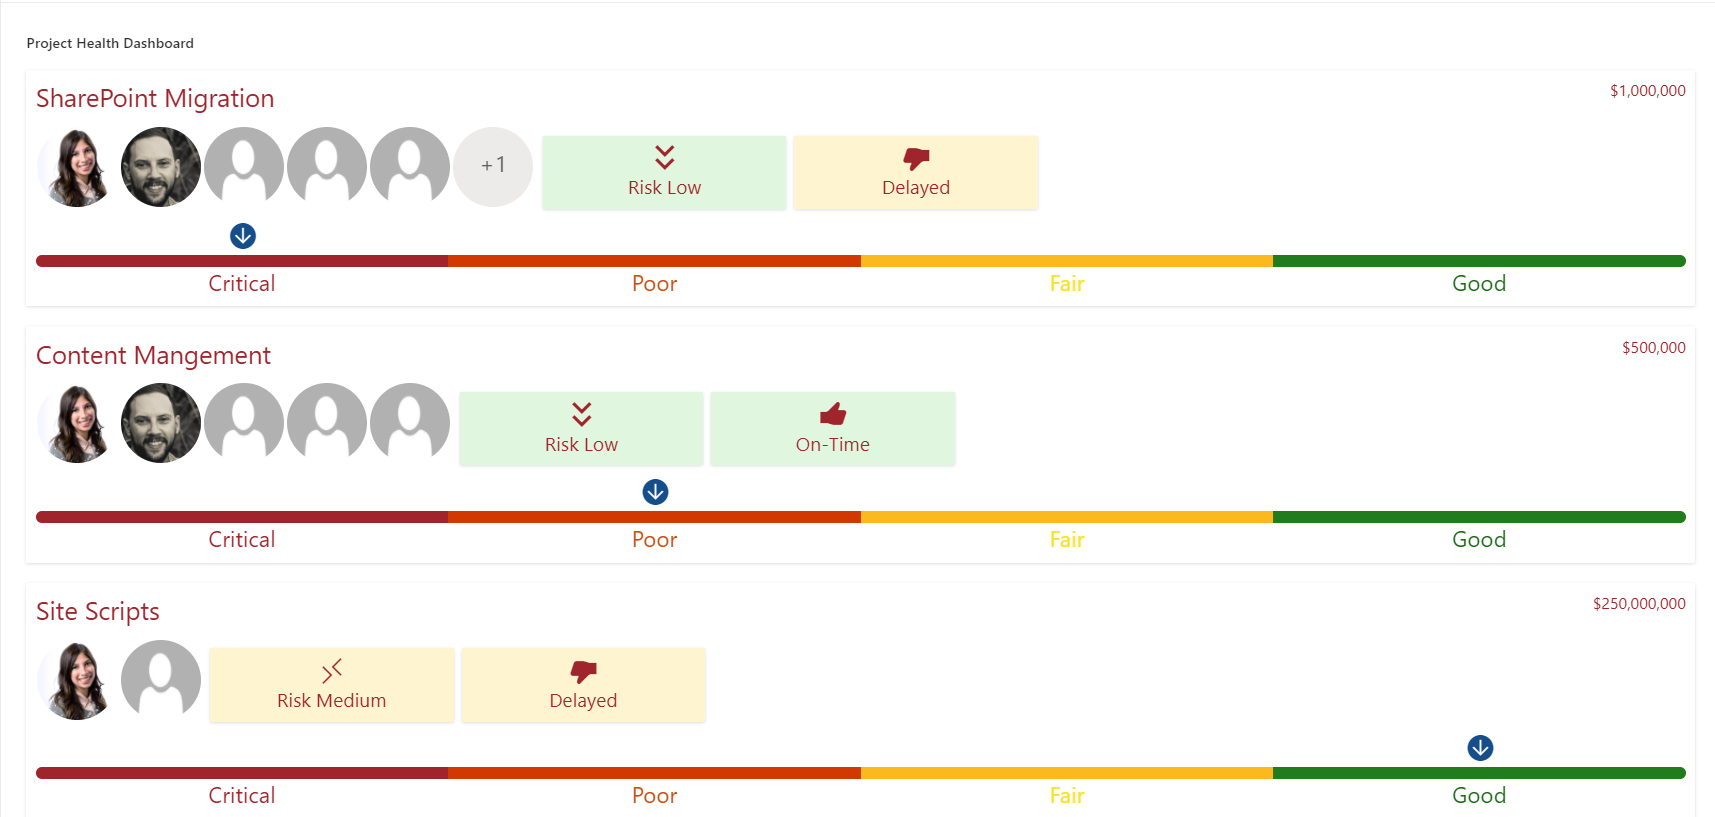 Project Health Dashboard
SharePoint Migration
$1,000,000
+1
Risk Low
Delayed
Critical
Poor
Fair
Good
Content Mangement
$500,000
Risk Low
On-Time
Critical
Poor
Fair
Good
Site Scripts
$250,000,000
Risk Medium
Delayed
Critical
Poor
Fair
Good